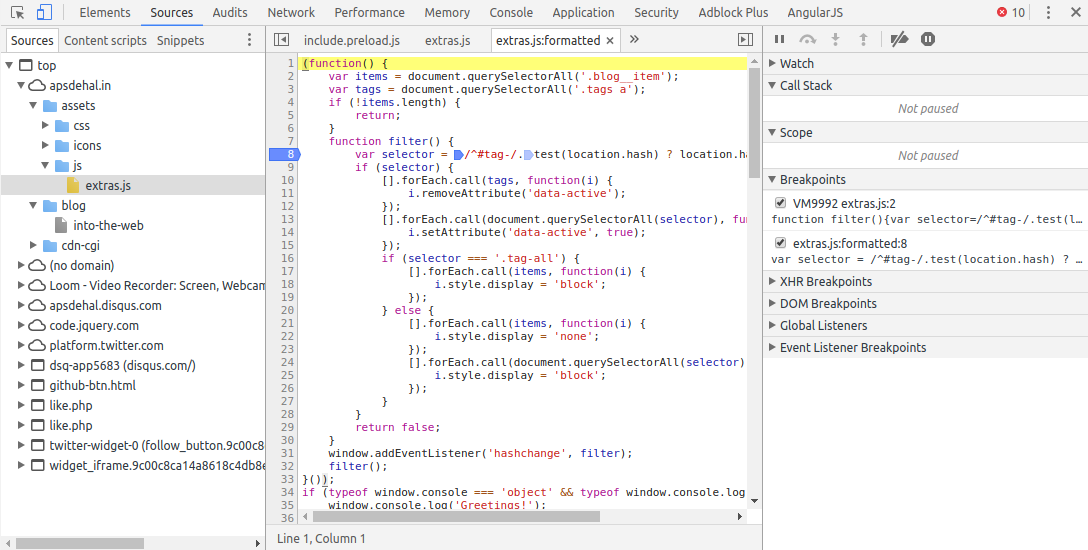 Elements Sources Audits Network Performance Memory Console Application Security Adblock Plus AngularJS 10
Sources Content scripts Snippets
top
apsdehal.in
assets
css
icons
js
extras.js
blog
into-the-web
cdn-cgi
(no domain)
Loom - Video Recorder: Screen, Webcam
apsdehal.disqus.com
code.jquery.com
platform.twitter.com
dsq-app5683 (disqus.com/)
github-btn.html
like.php
like.php
twitter-widget-0 (follow_button.9c00c8
widget_iframe.9c00c8ca14a8618c4db8e
include.preload.js extras.js extras.js:formatted
1 (function() {
2 var items = document.querySelectorAll('.blog__item');
3 var tags = document.querySelectorAll('.tags a');
4 if (!items.length) {
5 return;
6 }
7 function filter() {
8 var selector = /^#tag-/.test(location.hash) ? location.ha
9 if (selector) {
10 [].forEach.call(tags, function(i) {
11 i.removeAttribute('data-active');
12 });
13 [].forEach.call(document.querySelectorAll(selector), fun
14 i.setAttribute('data-active', true);
15 });
16 if (selector === '.tag-all') {
17 [].forEach.call(items, function(i) {
18 i.style.display = 'block';
19 });
20 } else {
21 [].forEach.call(items, function(i) {
22 i.style.display = 'none';
23 });
24 [].forEach.call(document.querySelectorAll(selector)
25 i.style.display = 'block';
26 });
27 }
28 }
29 return false;
30 }
31 window.addEventListener('hashchange', filter);
32 filter();
33 }());
34 if (typeof window.console === 'object' && typeof window.console.log
35 window.console.log('Greetings!');
36
Line 1, Column 1
Watch
Call Stack
Not paused
Scope
Not paused
Breakpoints
VM9992 extras.js:2
function filter(){var selector=/^#tag-/.test(l…
extras.js:formatted:8
var selector = /^#tag-/.test(location.hash) ? …
XHR Breakpoints
DOM Breakpoints
Global Listeners
Event Listener Breakpoints